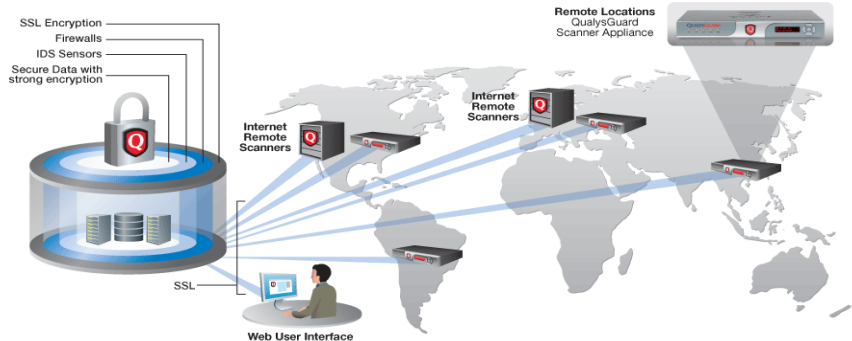 SSL Encryption
Firewalls
IDS Sensors
Secure Data with
strong encryption
Q
Internet
Remote
Scanners
Q
Internet
Remote
Scanners
Q
Remote Locations
QualysGuard
Scanner Appliance
QUALYSGUARD
SSL
Web User Interface